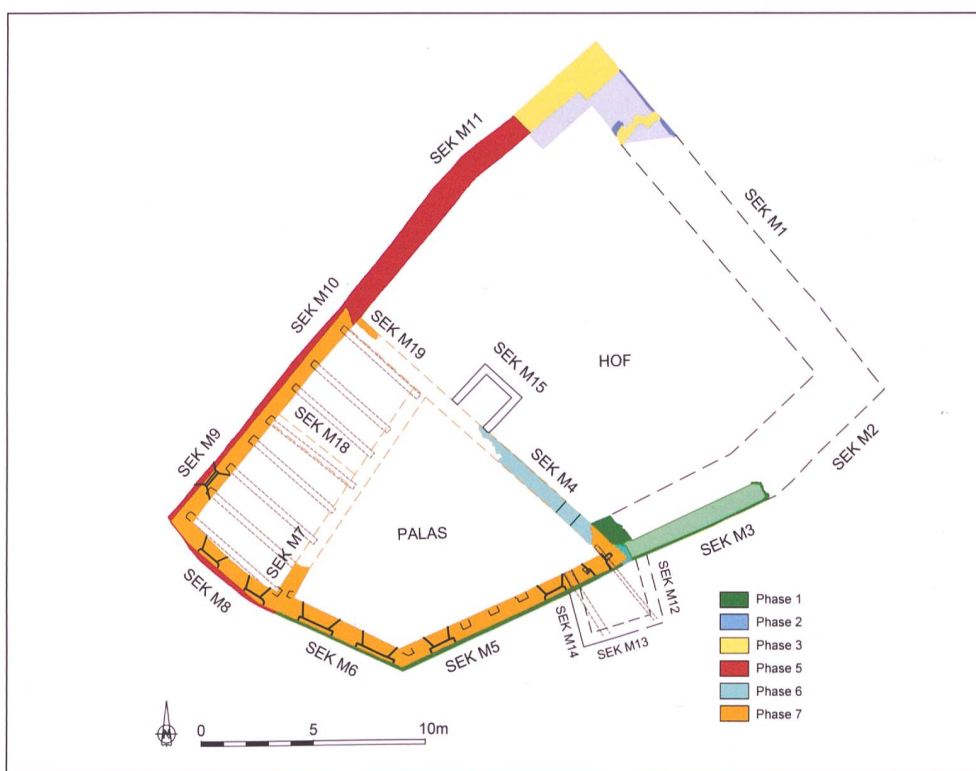 SEK M11
SEK M1
SEK M10
SEK M19
SEK M15
HOF
SEK M18
SEK M9
SEK M4
SEK M2
PALAS
SEK M7
SEK M3
SEK M8
SEK M12
SEK M14
SEK M13
SEK M6
SEK M5
Phase 1
Phase 2
Phase 3
Phase 5
Phase 6
Phase 7
N
0 5 10m